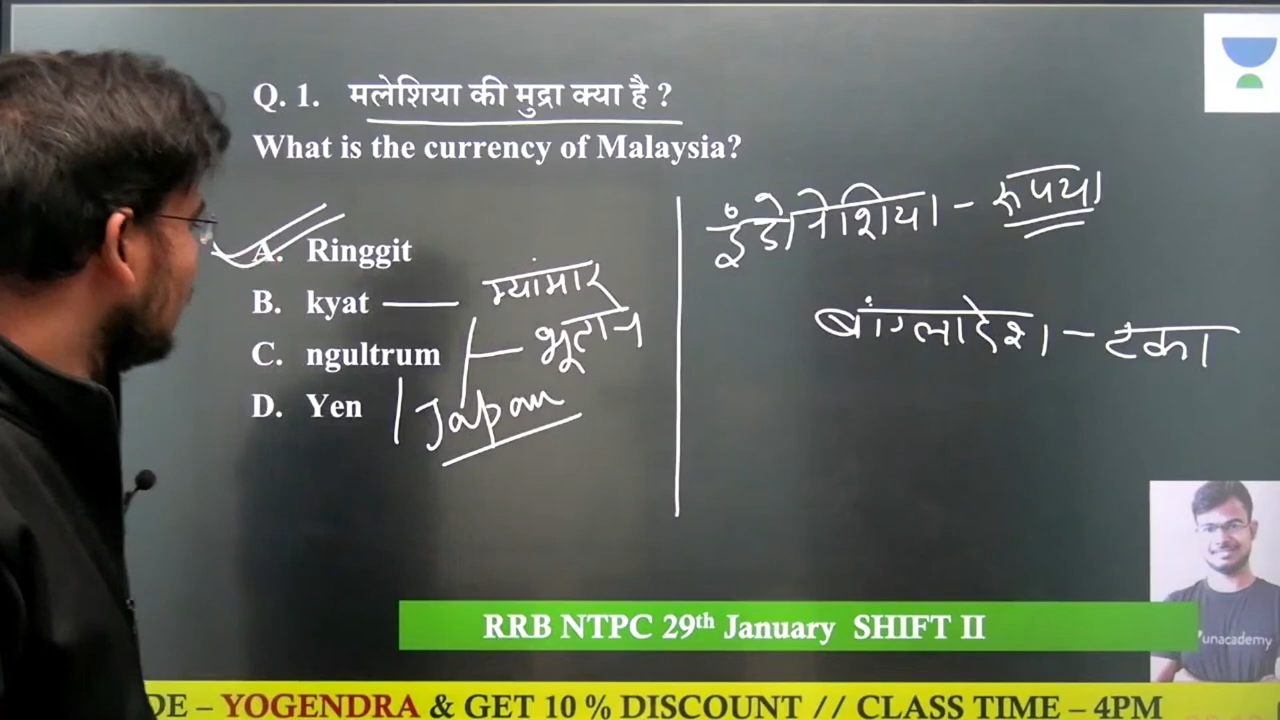 Q. 1. मलेशिया की मुद्रा क्या है ?
What is the currency of Malaysia?
A. Ringgit
B. kyat — म्यांमार
C. ngultrum — भूटान
D. Yen Japan
इंडोनेशिया - रूपया
बांग्लादेश - टका
unacademy
RRB NTPC 29th January SHIFT II
DE – YOGENDRA & GET 10 % DISCOUNT // CLASS TIME – 4PM